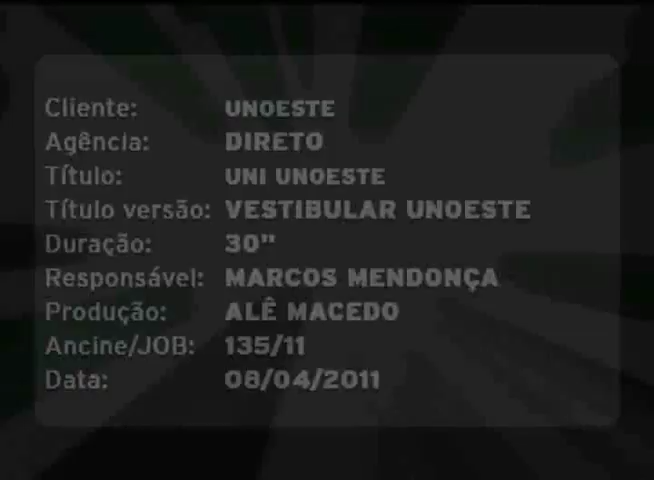 Cliente: UNOESTE
Agência: DIRETO
Título: UNI UNOESTE
Título versão: VESTIBULAR UNOESTE
Duração: 30"
Responsável: MARCOS MENDONÇA
Produção: ALÊ MACEDO
Ancine/JOB: 135/11
Data: 08/04/2011